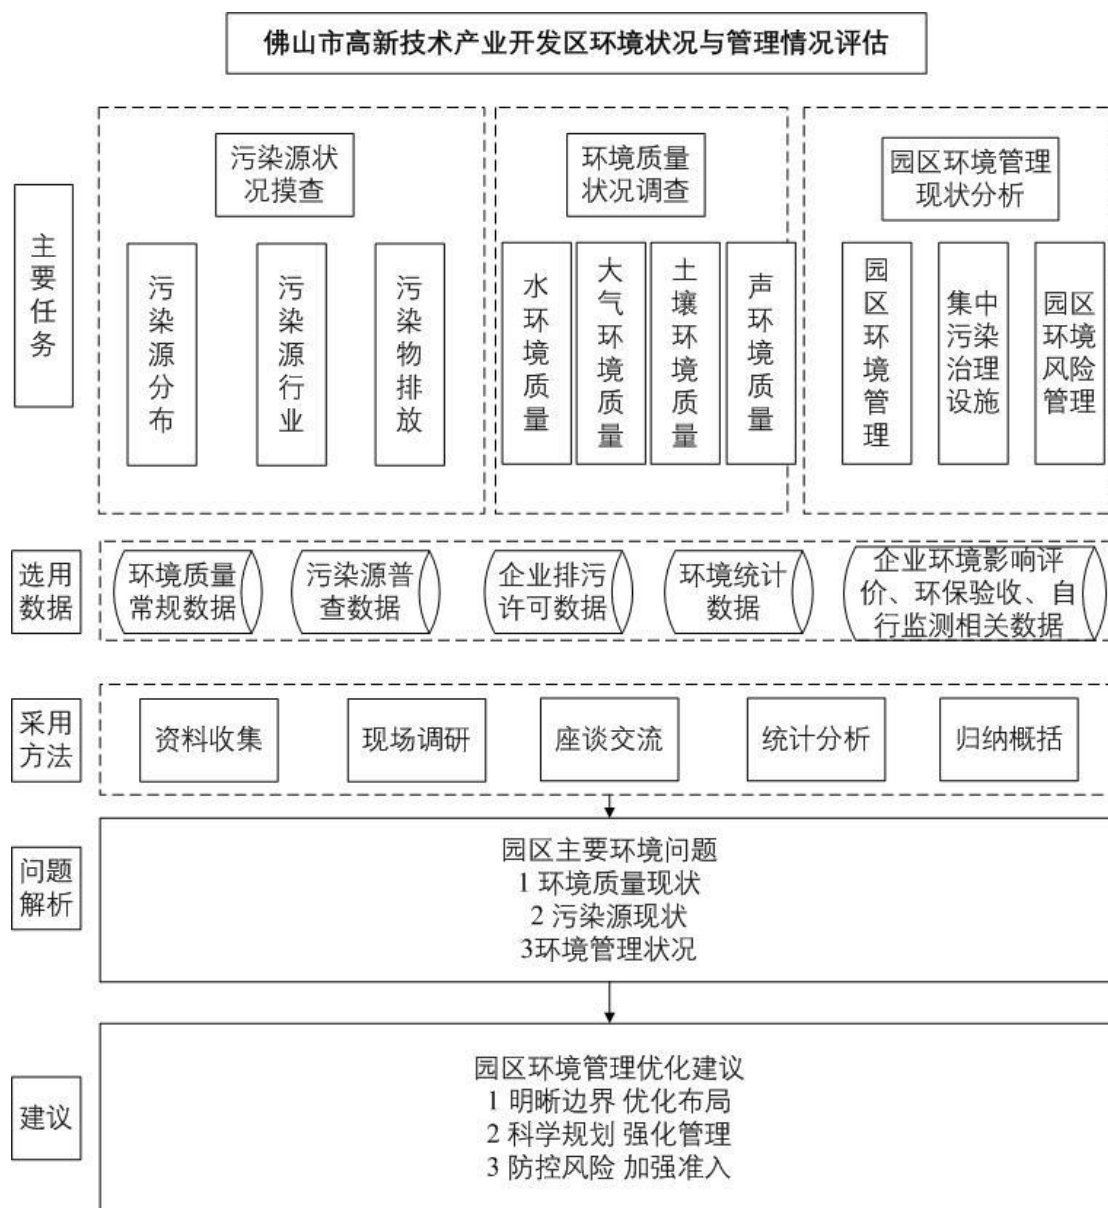 佛山市高新技术产业开发区环境状况与管理情况评估
主要任务
污染源状
况摸查
污染源分布
污染源行业
污染物排放
环境质量
状况调查
水环境质量
大气环境质量
土壤环境质量
声环境质量
园区环境管理
现状分析
园区环境管理
集中
污染
治理
设施
园区
环境
风险
管理
选用
数据
环境质量
常规数据
污染源普
查数据
企业排污
许可数据
环境统计
数据
企业环境影响评
价、环保验收、自
行监测相关数据
采用
方法
资料收集
现场调研
座谈交流
统计分析
归纳概括
问题
解析
园区主要环境问题
1 环境质量现状
2 污染源现状
3环境管理状况
建议
园区环境管理优化建议
1 明晰边界 优化布局
2 科学规划 强化管理
3 防控风险 加强准入